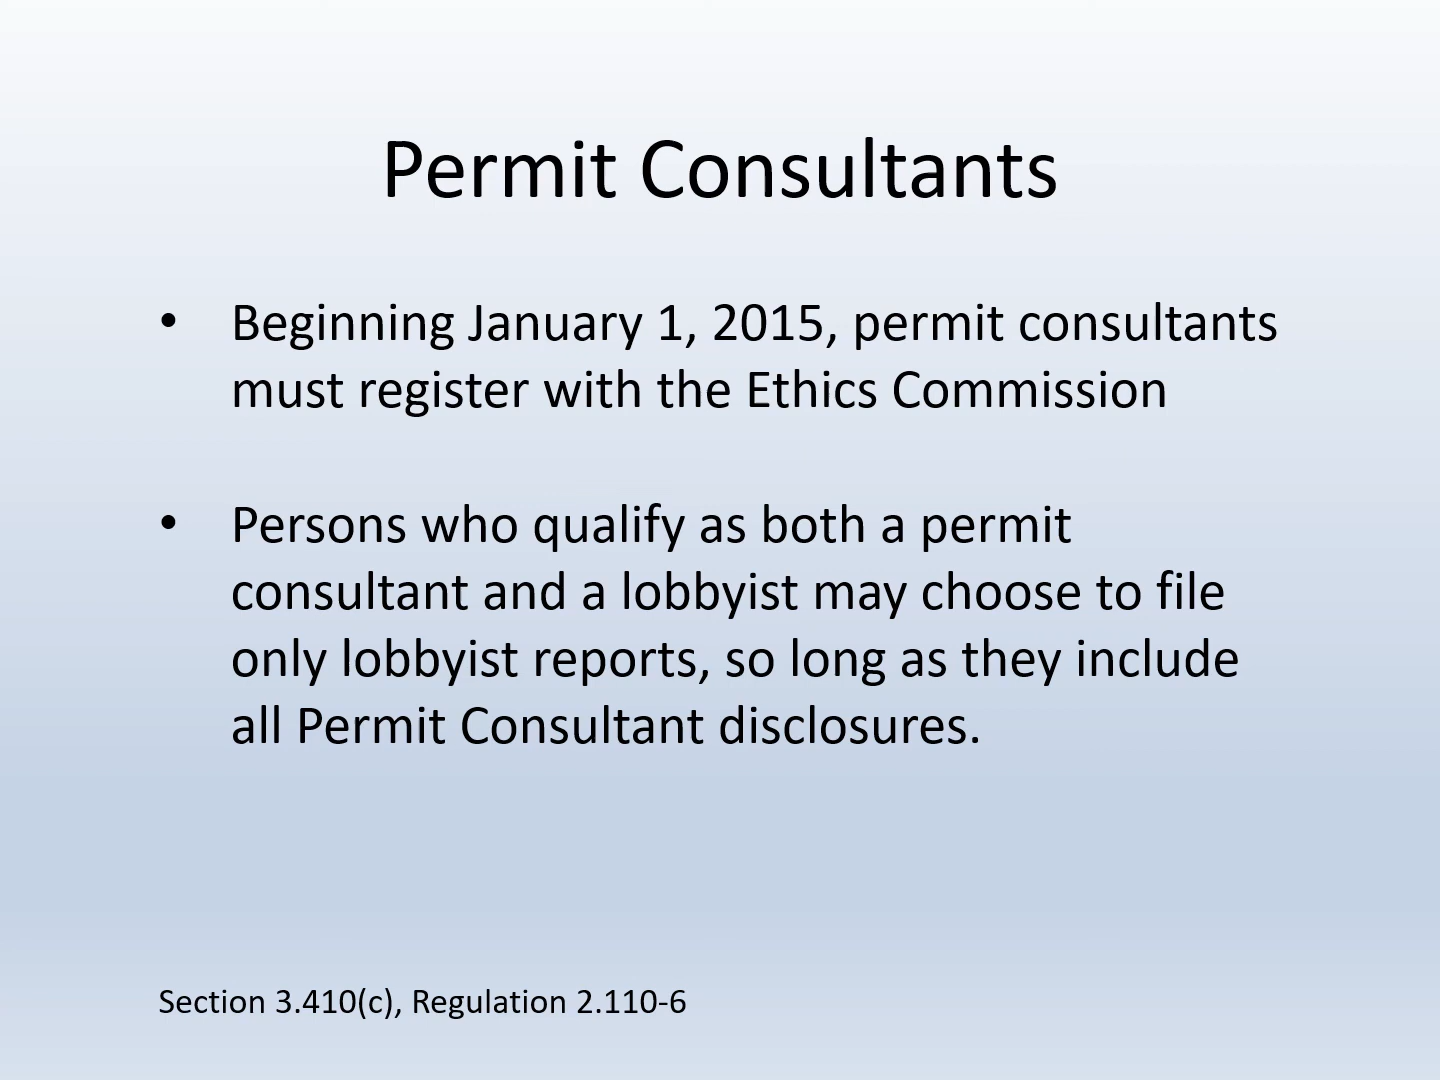 Permit Consultants
• Beginning January 1, 2015, permit consultants
must register with the Ethics Commission
• Persons who qualify as both a permit
consultant and a lobbyist may choose to file
only lobbyist reports, so long as they include
all Permit Consultant disclosures.
Section 3.410(c), Regulation 2.110-6